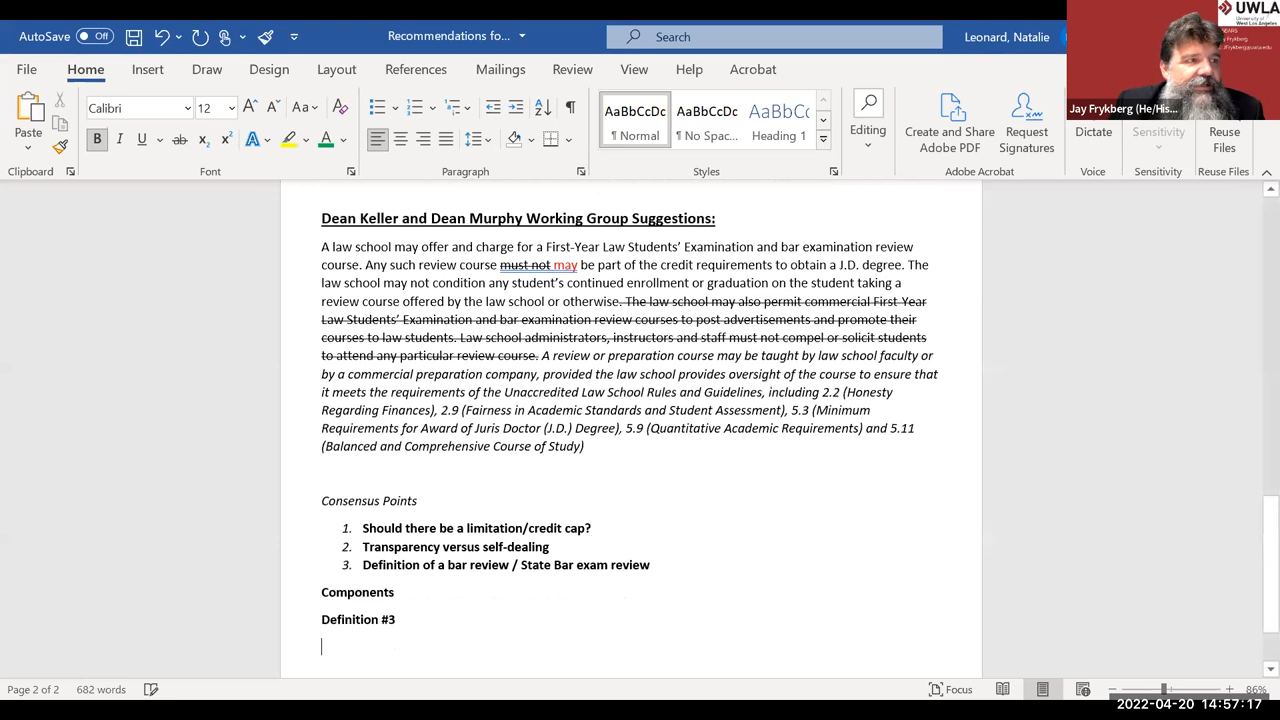 AutoSave Off Recommendations fo... Search Leonard, Natalie
UWLA
University of
West Los Angeles
File Home Insert Draw Design Layout References Mailings Review View Help Acrobat
Jay Frykberg (He/His...
Paste
Calibri 12
AaBbCcDc AaBbCcDc AaBbCc
Normal No Spac... Heading 1
Editing
Create and Share Adobe PDF
Request Signatures
Dictate
Sensitivity
Reuse Files
Clipboard Font Paragraph Styles Adobe Acrobat Voice Sensitivity Reuse Files
Dean Keller and Dean Murphy Working Group Suggestions:
A law school may offer and charge for a First-Year Law Students’ Examination and bar examination review
course. Any such review course must not may be part of the credit requirements to obtain a J.D. degree. The
law school may not condition any student’s continued enrollment or graduation on the student taking a
review course offered by the law school or otherwise. The law school may also permit commercial First-Year
Law Students’ Examination and bar examination review courses to post advertisements and promote their
courses to law students. Law school administrators, instructors and staff must not compel or solicit students
to attend any particular review course. A review or preparation course may be taught by law school faculty or
by a commercial preparation company, provided the law school provides oversight of the course to ensure that
it meets the requirements of the Unaccredited Law School Rules and Guidelines, including 2.2 (Honesty
Regarding Finances), 2.9 (Fairness in Academic Standards and Student Assessment), 5.3 (Minimum
Requirements for Award of Juris Doctor (J.D.) Degree), 5.9 (Quantitative Academic Requirements) and 5.11
(Balanced and Comprehensive Course of Study)
Consensus Points
1. Should there be a limitation/credit cap?
2. Transparency versus self-dealing
3. Definition of a bar review / State Bar exam review
Components
Definition #3
Page 2 of 2 682 words Focus 86%
2022-04-20 14:57:17